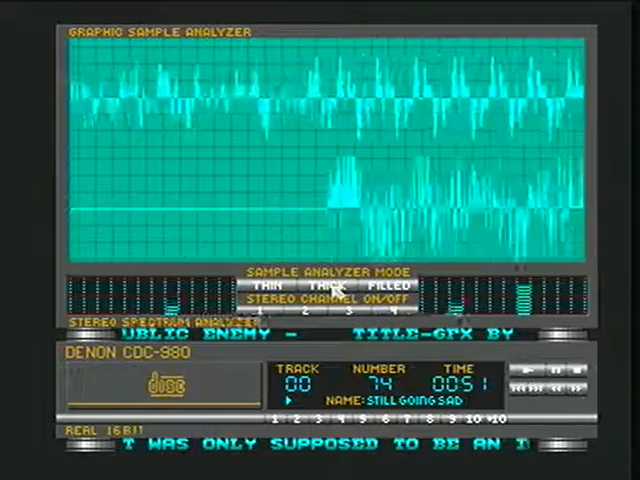 GRAPHIC SAMPLE ANALYZER
SAMPLE ANALYZER MODE
THIN THICK FILLED
STEREO CHANNEL ON/OFF
1 2 3 4
STEREO SPECTRUM ANALYZER
UBLIC ENEMY - TITLE-GFX BY
DENON CDC-980
disc
TRACK NUMBER TIME
00 74 00:51
NAME: STILL GOING SAD
1 2 3 4 5 6 7 8 9 10 +10
REAL 16BIT
T WAS ONLY SUPPOSED TO BE AN I